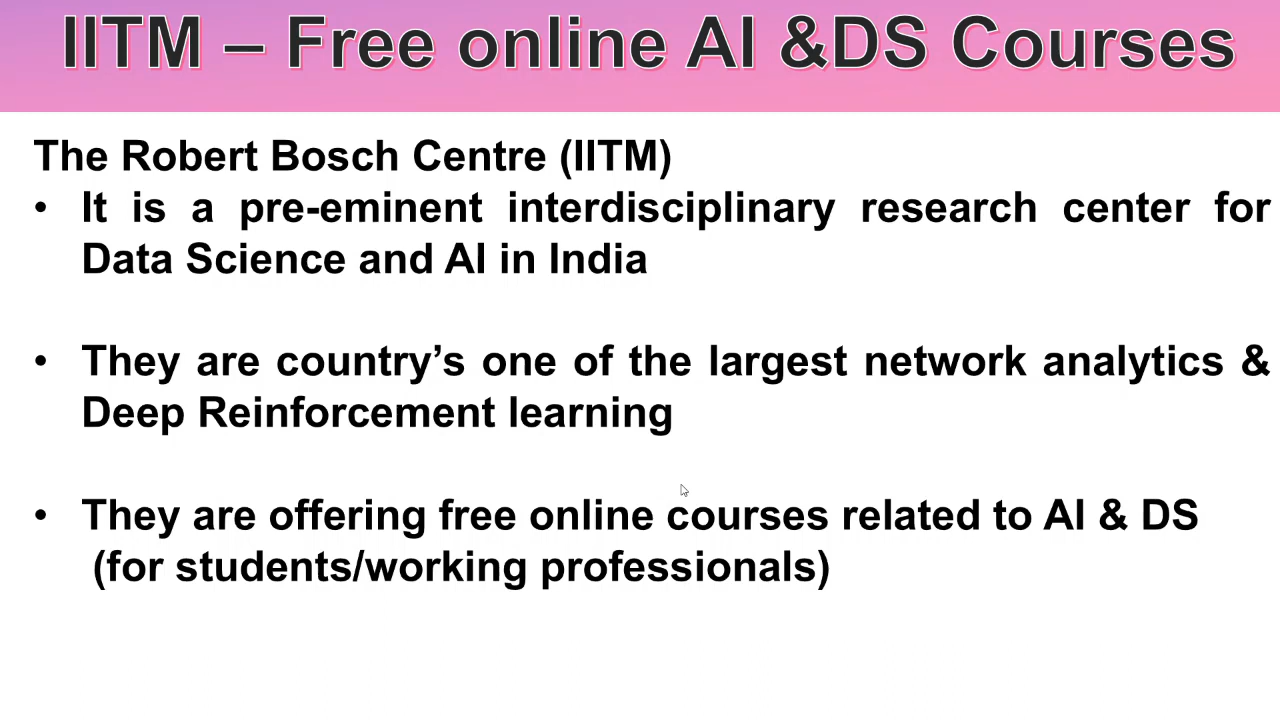 IITM – Free online AI &DS Courses
The Robert Bosch Centre (IITM)
• It is a pre-eminent interdisciplinary research center for
Data Science and AI in India
• They are country’s one of the largest network analytics &
Deep Reinforcement learning
• They are offering free online courses related to AI & DS
(for students/working professionals)